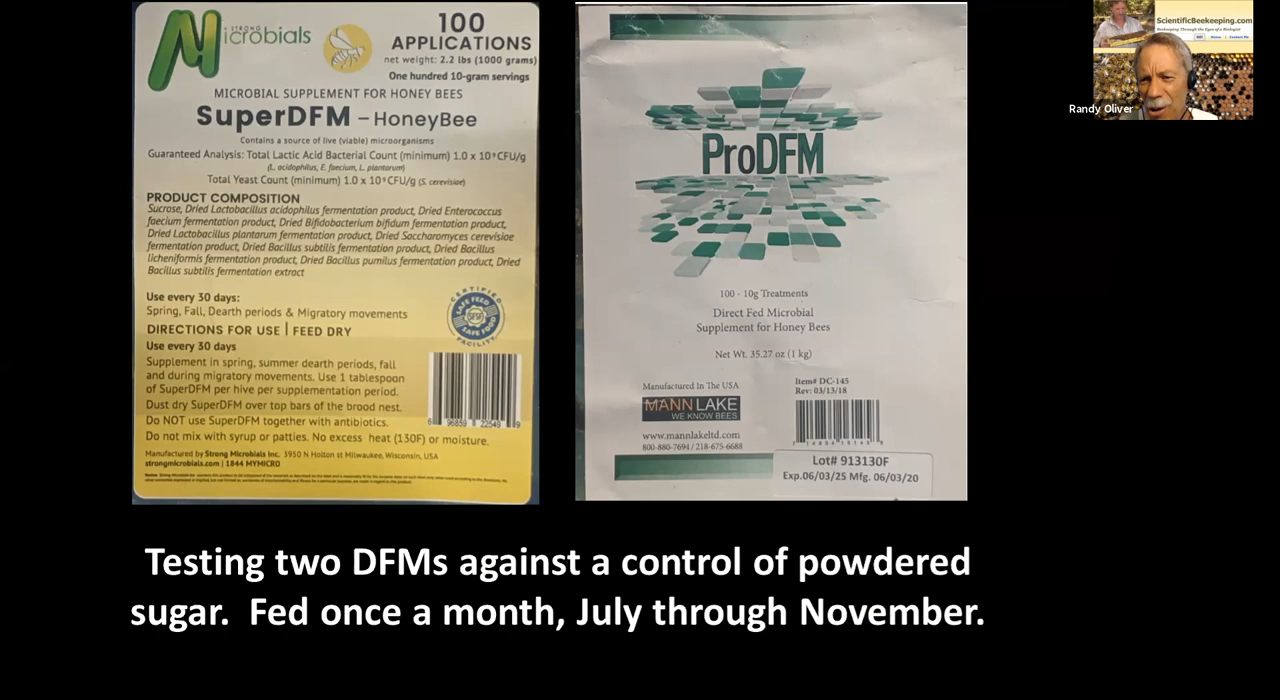 STRONG
Microbials
100
APPLICATIONS
net weight: 2.2 lbs (1000 grams)
One hundred 10-gram servings
MICROBIAL SUPPLEMENT FOR HONEY BEES
SuperDFM – HONEYBEE
Contains a source of live (viable) microorganisms
Guaranteed Analysis: Total Lactic Acid Bacterial Count (minimum) 1.0 x 10⁹ CFU/g
(L. acidophilus, E. faecium, L. plantarum)
Total Yeast Count (minimum) 1.0 x 10⁹ CFU/g (S. cerevisiae)
PRODUCT COMPOSITION
Sucrose, Dried Lactobacillus acidophilus fermentation product, Dried Enterococcus
faecium fermentation product, Dried Bifidobacterium bifidum fermentation product,
Dried Lactobacillus plantarum fermentation product, Dried Saccharomyces cerevisiae
fermentation product, Dried Bacillus subtilis fermentation product, Dried Bacillus
licheniformis fermentation product, Dried Bacillus pumilus fermentation product, Dried
Bacillus subtilis fermentation extract
Use every 30 days:
Spring, Fall, Dearth periods & Migratory movements
DIRECTIONS FOR USE | FEED DRY
Use every 30 days
Supplement in spring, summer dearth periods, fall
and during migratory movements. Use 1 tablespoon
of SuperDFM per hive per supplementation period.
Dust dry SuperDFM over top bars of the brood nest.
Do NOT use SuperDFM together with antibiotics.
Do not mix with syrup or patties. No excess heat (130F) or moisture.
CERTIFIED
SAFE FEED
SAFE FOOD
FACILITY
Manufactured by Strong Microbials Inc. 3950 N Holton st Milwaukee, Wisconsin, USA
strongmicrobials.com | 1844 MYMICRO
ProDFM
100 - 10g Treatments
Direct Fed Microbial
Supplement for Honey Bees
Net Wt. 35.27 oz (1 kg)
Manufactured In The USA
MANN LAKE
WE KNOW BEES
www.mannlakeltd.com
800-880-7694 / 218-675-6688
Item# DC-145
Rev: 03/13/18
Lot# 913130F
Exp.06/03/25 Mfg. 06/03/20
ScientificBeekeeping.com
Beekeeping Through the Eyes of a Biologist
Home | Contact Me
Randy Oliver
Testing two DFMs against a control of powdered
sugar. Fed once a month, July through November.